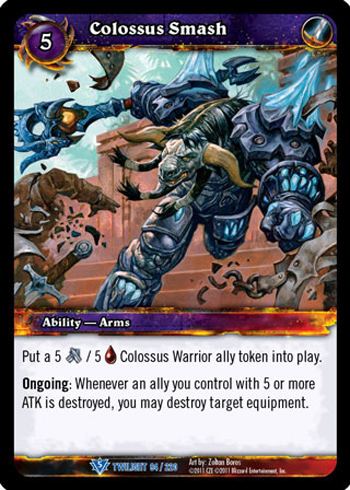 Colossus Smash
5
Ability — Arms
Put a 5 / 5 Colossus Warrior ally token into play.
Ongoing: Whenever an ally you control with 5 or more
ATK is destroyed, you may destroy target equipment.
TWILIGHT 94/220
Art by: Zoltan Boros
©2011 CZE ©2011 Blizzard Entertainment, Inc.